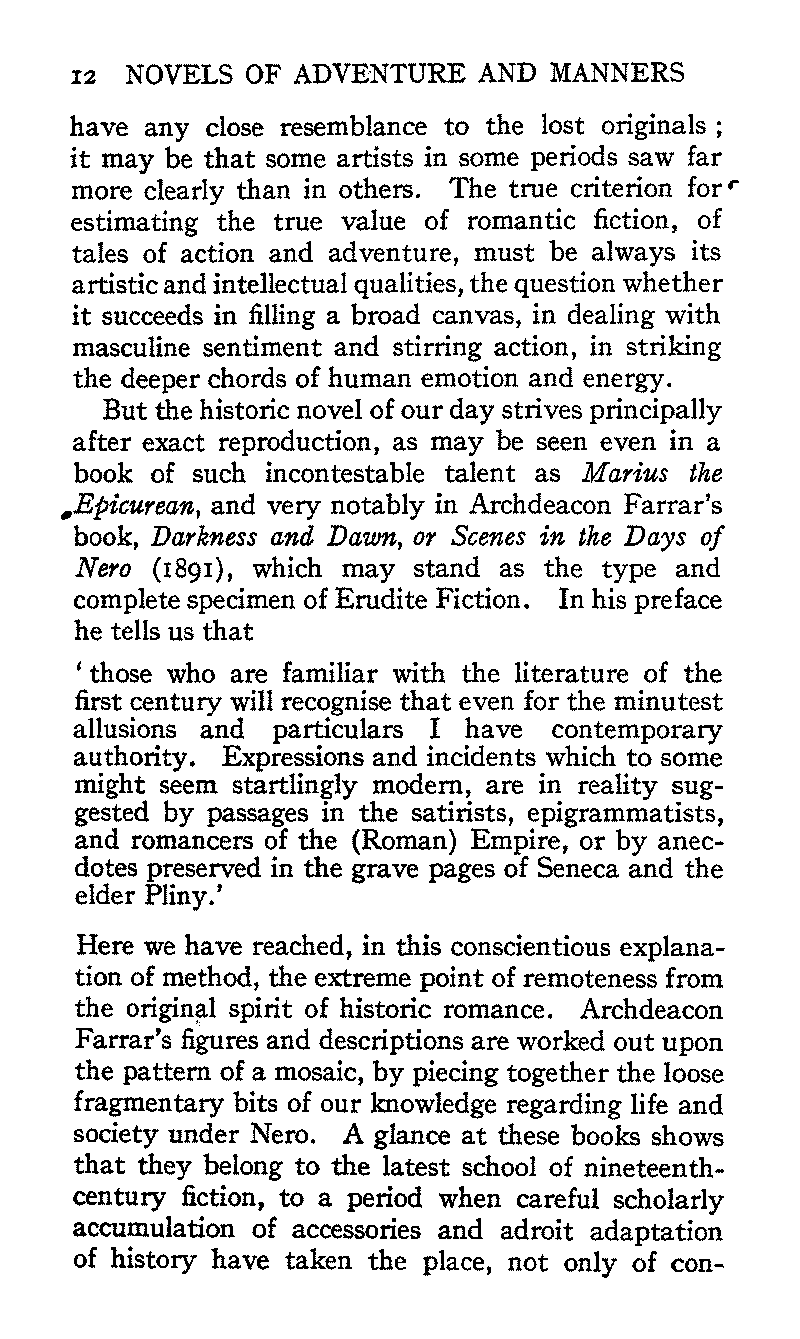 12 NOVELS OF ADVENTURE AND MANNERS
have any close resemblance to the lost originals ;
it may be that some artists in some periods saw far
more clearly than in others. The true criterion for
estimating the true value of romantic fiction, of
tales of action and adventure, must be always its
artistic and intellectual qualities, the question whether
it succeeds in filling a broad canvas, in dealing with
masculine sentiment and stirring action, in striking
the deeper chords of human emotion and energy.
But the historic novel of our day strives principally
after exact reproduction, as may be seen even in a
book of such incontestable talent as Marius the
Epicurean, and very notably in Archdeacon Farrar's
book, Darkness and Dawn, or Scenes in the Days of
Nero (1891), which may stand as the type and
complete specimen of Erudite Fiction. In his preface
he tells us that
‘ those who are familiar with the literature of the
first century will recognise that even for the minutest
allusions and particulars I have contemporary
authority. Expressions and incidents which to some
might seem startlingly modern, are in reality sug-
gested by passages in the satirists, epigrammatists,
and romancers of the (Roman) Empire, or by anec-
dotes preserved in the grave pages of Seneca and the
elder Pliny.’
Here we have reached, in this conscientious explana-
tion of method, the extreme point of remoteness from
the original spirit of historic romance. Archdeacon
Farrar's figures and descriptions are worked out upon
the pattern of a mosaic, by piecing together the loose
fragmentary bits of our knowledge regarding life and
society under Nero. A glance at these books shows
that they belong to the latest school of nineteenth-
century fiction, to a period when careful scholarly
accumulation of accessories and adroit adaptation
of history have taken the place, not only of con-